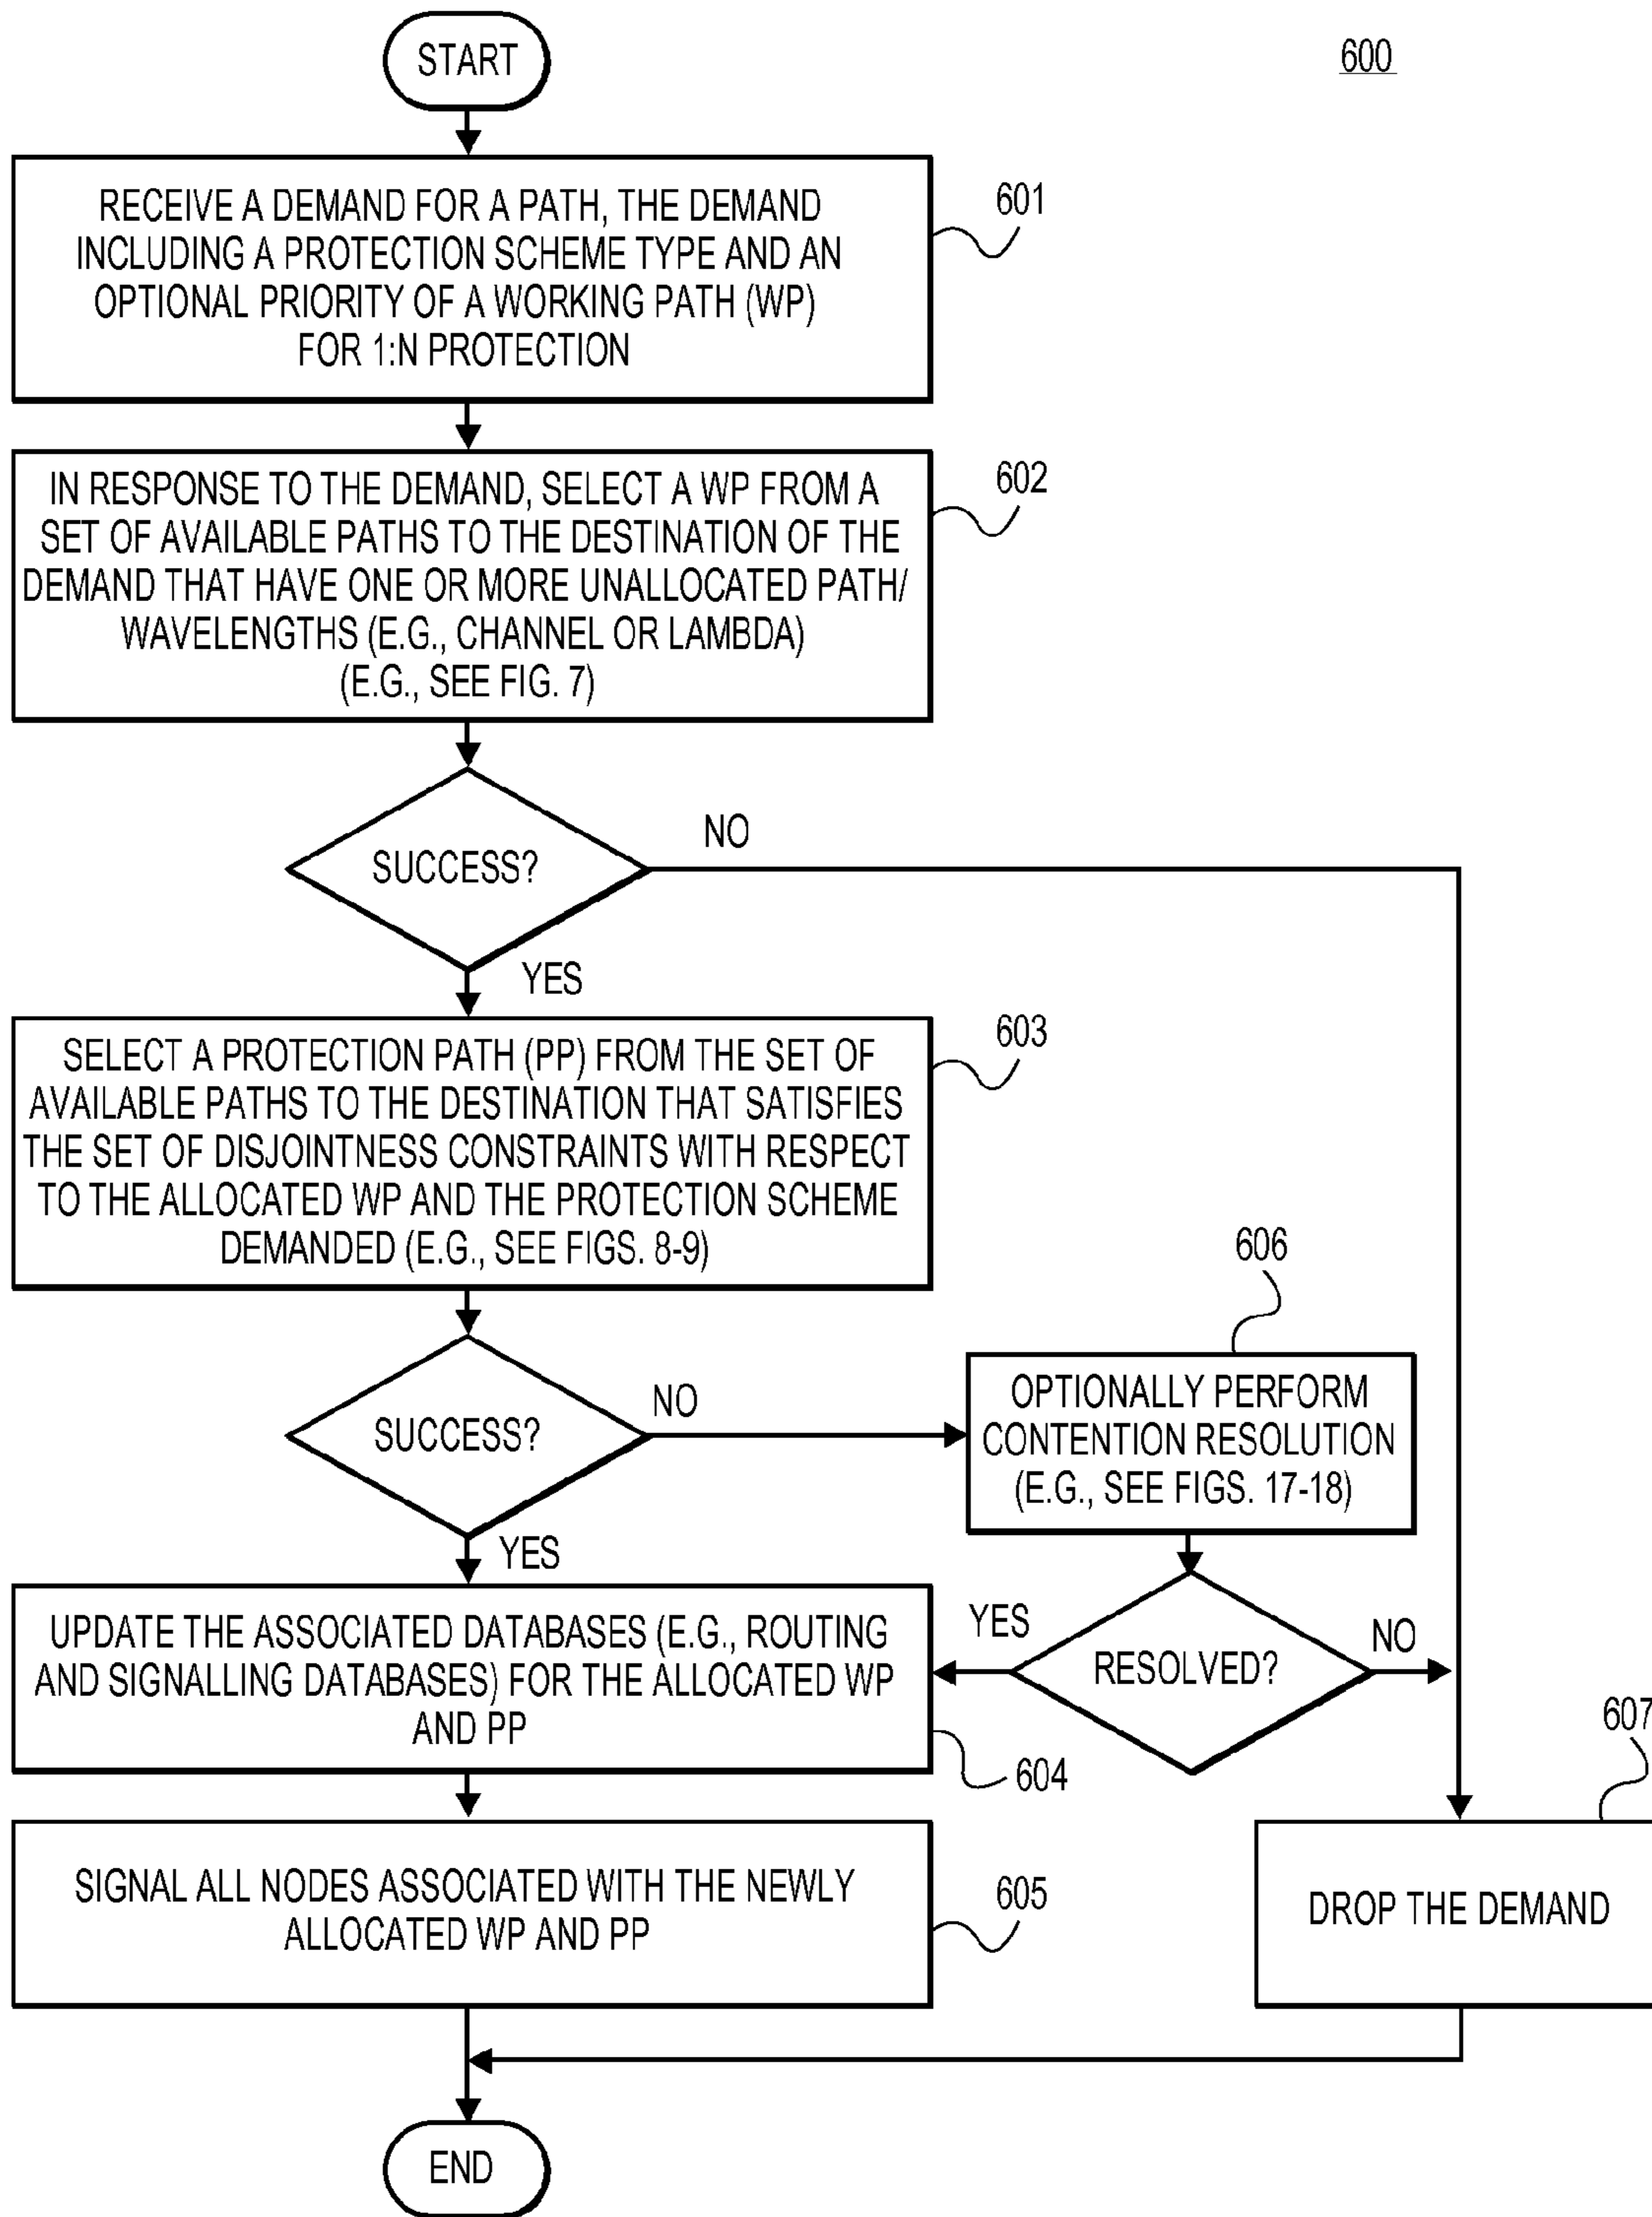 START
600
RECEIVE A DEMAND FOR A PATH, THE DEMAND
INCLUDING A PROTECTION SCHEME TYPE AND AN
OPTIONAL PRIORITY OF A WORKING PATH (WP)
FOR 1:N PROTECTION
601
IN RESPONSE TO THE DEMAND, SELECT A WP FROM A
SET OF AVAILABLE PATHS TO THE DESTINATION OF THE
DEMAND THAT HAVE ONE OR MORE UNALLOCATED PATH/
WAVELENGTHS (E.G., CHANNEL OR LAMBDA)
(E.G., SEE FIG. 7)
602
SUCCESS?
NO
YES
SELECT A PROTECTION PATH (PP) FROM THE SET OF
AVAILABLE PATHS TO THE DESTINATION THAT SATISFIES
THE SET OF DISJOINTNESS CONSTRAINTS WITH RESPECT
TO THE ALLOCATED WP AND THE PROTECTION SCHEME
DEMANDED (E.G., SEE FIGS. 8-9)
603
SUCCESS?
NO
YES
606
OPTIONALLY PERFORM
CONTENTION RESOLUTION
(E.G., SEE FIGS. 17-18)
RESOLVED?
YES
NO
UPDATE THE ASSOCIATED DATABASES (E.G., ROUTING
AND SIGNALLING DATABASES) FOR THE ALLOCATED WP
AND PP
604
SIGNAL ALL NODES ASSOCIATED WITH THE NEWLY
ALLOCATED WP AND PP
605
607
DROP THE DEMAND
END